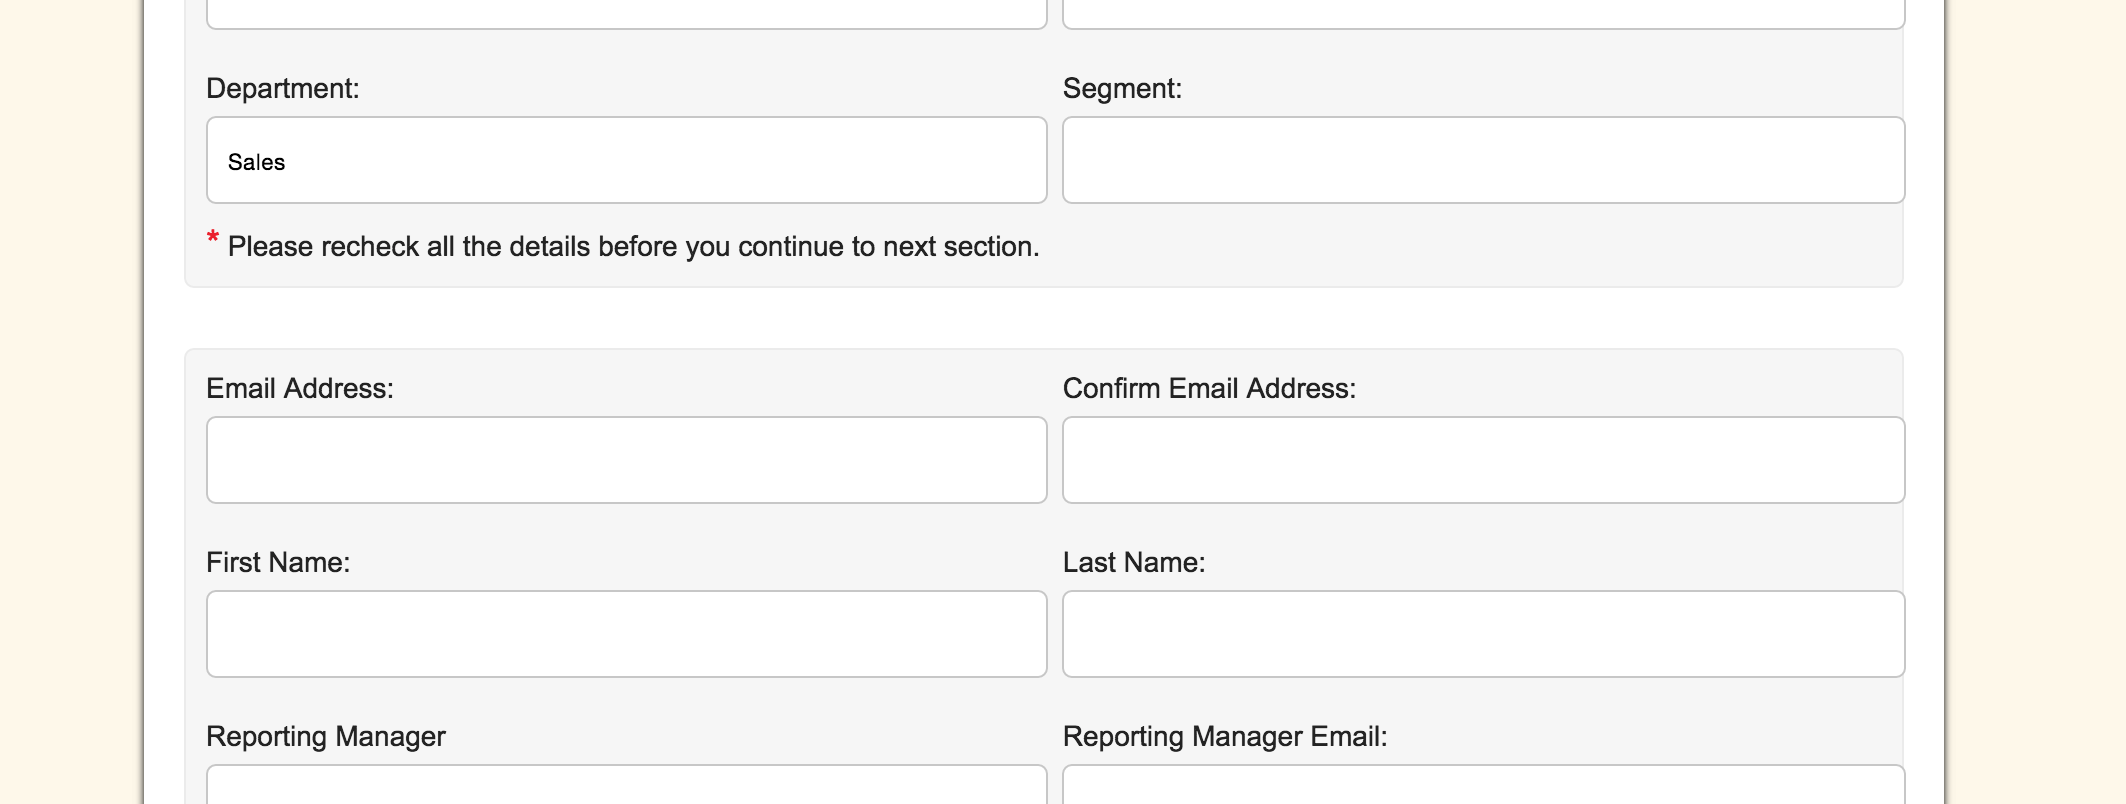 Department:
Segment:
Sales
* Please recheck all the details before you continue to next section.
Email Address:
Confirm Email Address:
First Name:
Last Name:
Reporting Manager
Reporting Manager Email: